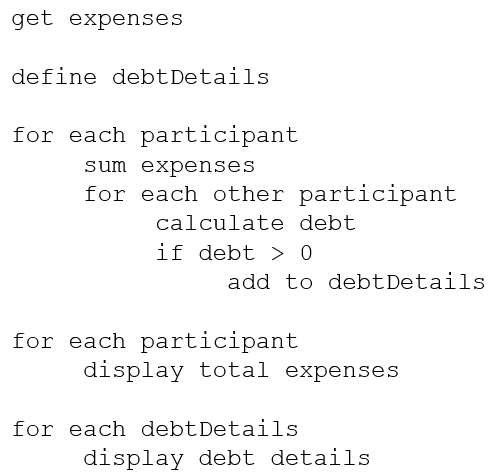 get expenses
define debtDetails
for each participant
sum expenses
for each other participant
calculate debt
if debt > 0
add to debtDetails
for each participant
display total expenses
for each debtDetails
display debt details